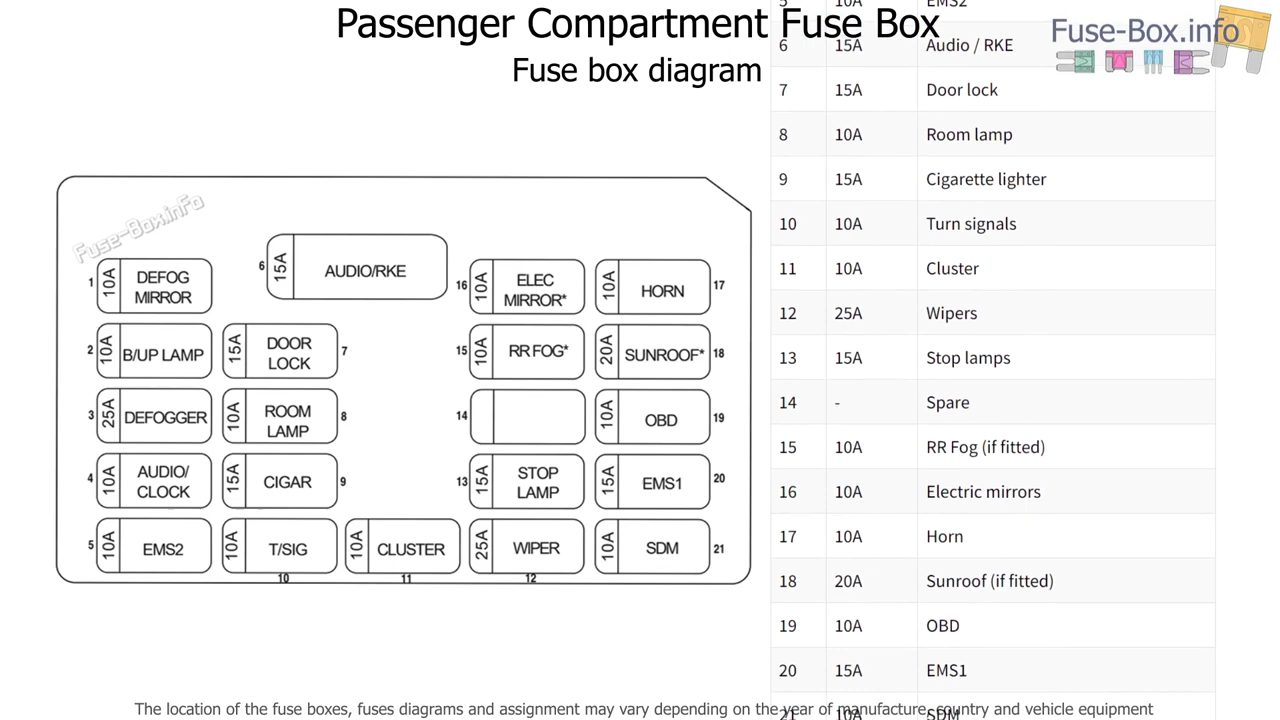 Passenger Compartment Fuse Box
Fuse box diagram
Fuse-Box.info
Fuse-Box.info
1 10A DEFOG MIRROR
2 10A B/UP LAMP
3 25A DEFOGGER
4 10A AUDIO/ CLOCK
5 10A EMS2
6 15A AUDIO/RKE
7 15A DOOR LOCK
8 10A ROOM LAMP
9 15A CIGAR
10 10A T/SIG
11 10A CLUSTER
12 25A WIPER
13 15A STOP LAMP
14
15 10A RR FOG*
16 10A ELEC MIRROR*
17 10A HORN
18 20A SUNROOF*
19 10A OBD
20 15A EMS1
21 10A SDM
5 10A EMS2
6 15A Audio / RKE
7 15A Door lock
8 10A Room lamp
9 15A Cigarette lighter
10 10A Turn signals
11 10A Cluster
12 25A Wipers
13 15A Stop lamps
14 - Spare
15 10A RR Fog (if fitted)
16 10A Electric mirrors
17 10A Horn
18 20A Sunroof (if fitted)
19 10A OBD
20 15A EMS1
21 10A SDM
The location of the fuse boxes, fuses diagrams and assignment may vary depending on the year of manufacture, country and vehicle equipment